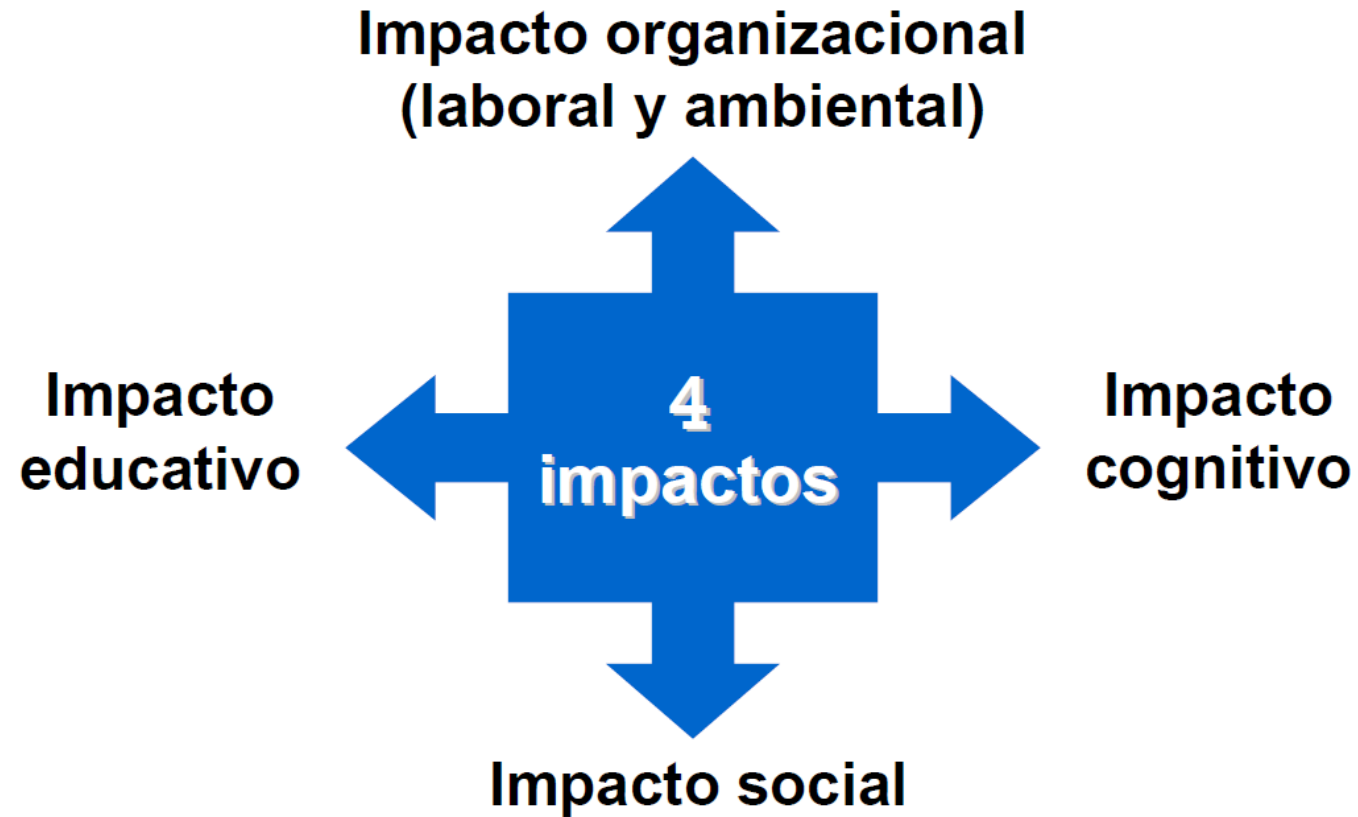 Impacto organizacional
(laboral y ambiental)
Impacto
educativo
4
impactos
Impacto
cognitivo
Impacto social